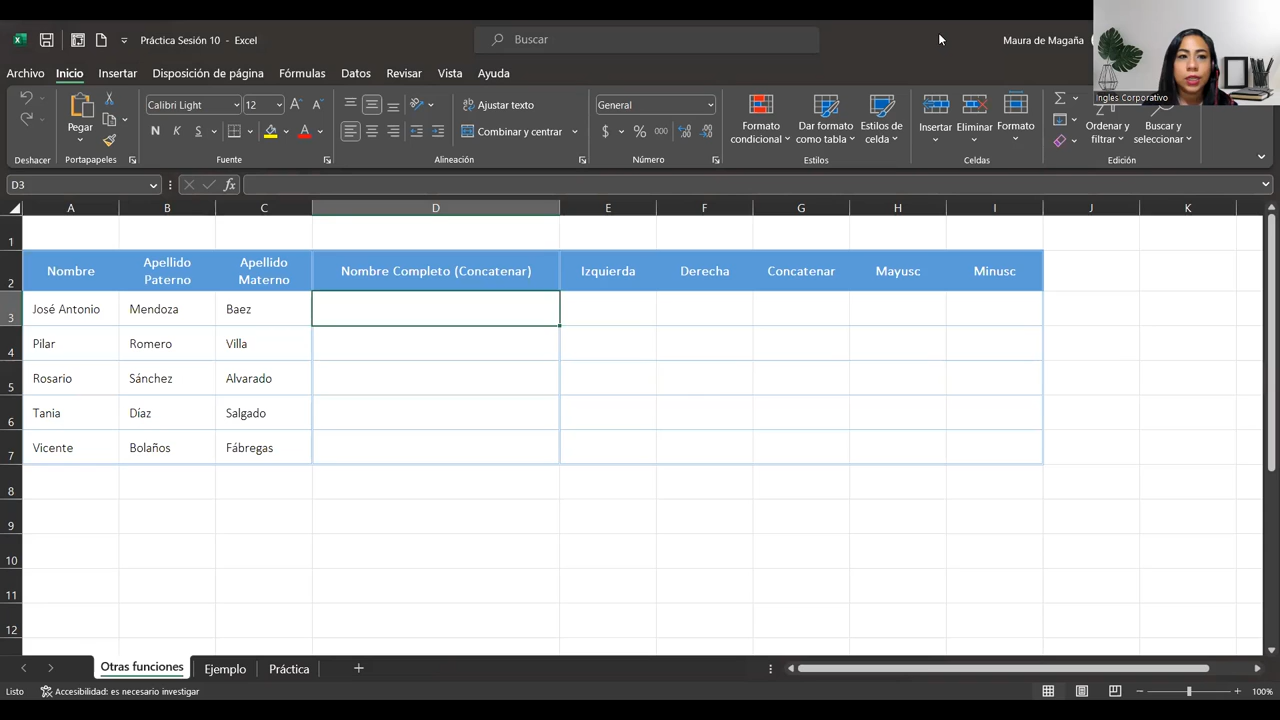 Práctica Sesión 10 - Excel
Buscar
Maura de Magaña
Ingles Corporativo
Archivo Inicio Insertar Disposición de página Fórmulas Datos Revisar Vista Ayuda
Pegar
Calibri Light 12
N K S
Ajustar texto
Combinar y centrar
General
$ % 000
Formato condicional
Dar formato como tabla
Estilos de celda
Insertar
Eliminar
Formato
Ordenar y filtrar
Buscar y seleccionar
Deshacer Portapapeles Fuente Alineación Número Estilos Celdas Edición
D3 fx
A B C D E F G H I J K
1
2 Nombre Apellido Paterno Apellido Materno Nombre Completo (Concatenar) Izquierda Derecha Concatenar Mayusc Minusc
3 José Antonio Mendoza Baez
4 Pilar Romero Villa
5 Rosario Sánchez Alvarado
6 Tania Díaz Salgado
7 Vicente Bolaños Fábregas
8
9
10
11
12
Otras funciones Ejemplo Práctica
Listo Accesibilidad: es necesario investigar 100%